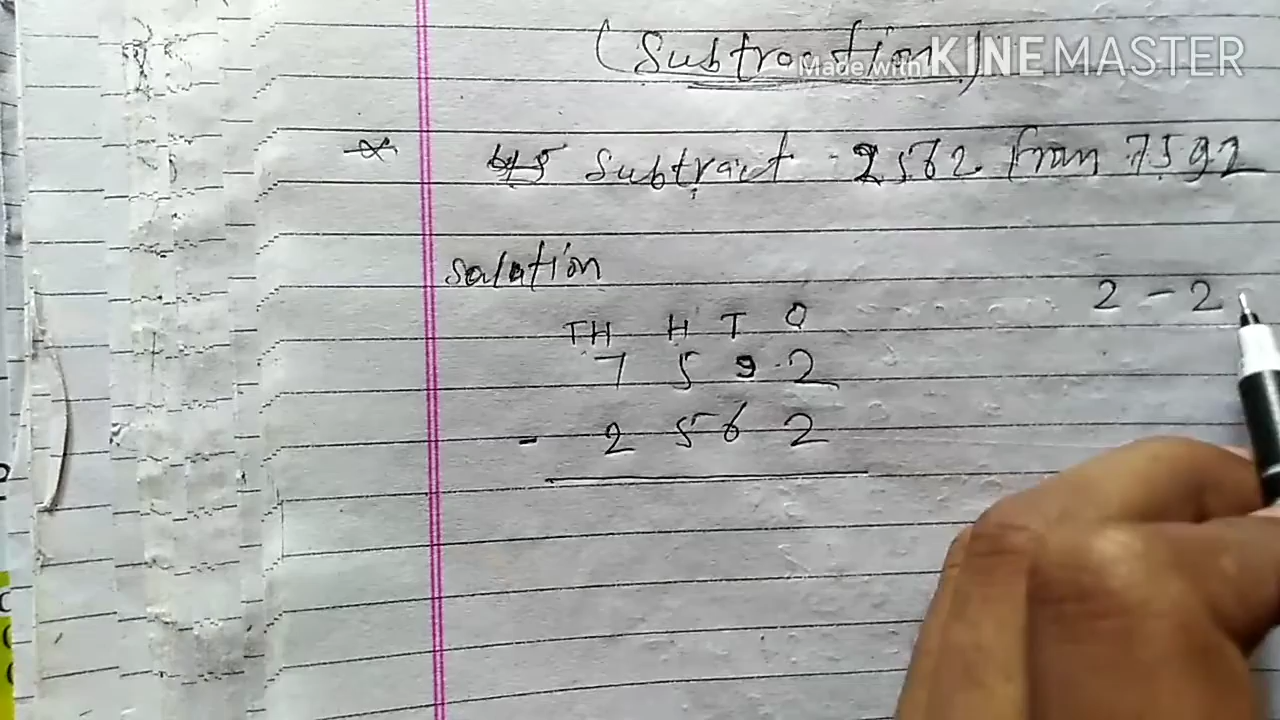 (Subtraction)
Made with KINEMASTER
Subtract 2562 from 7592
Solution
2 - 2
TH H T O
7 5 9 2
- 2 5 6 2